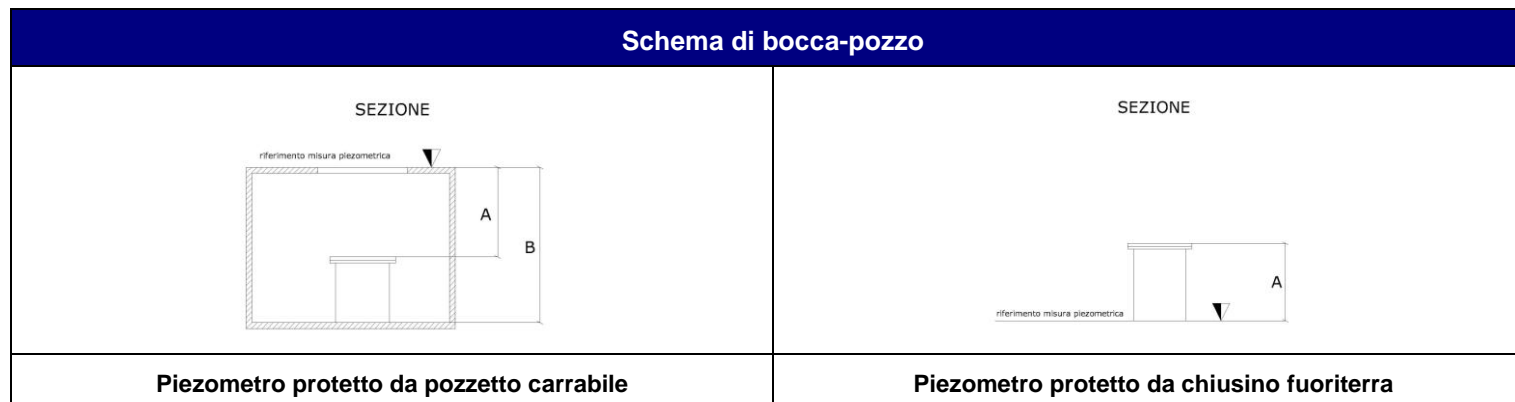 Schema di bocca-pozzo
SEZIONE
riferimento misura piezometrica
A
B
Piezometro protetto da pozzetto carrabile
SEZIONE
A
riferimento misura piezometrica
Piezometro protetto da chiusino fuoriterra